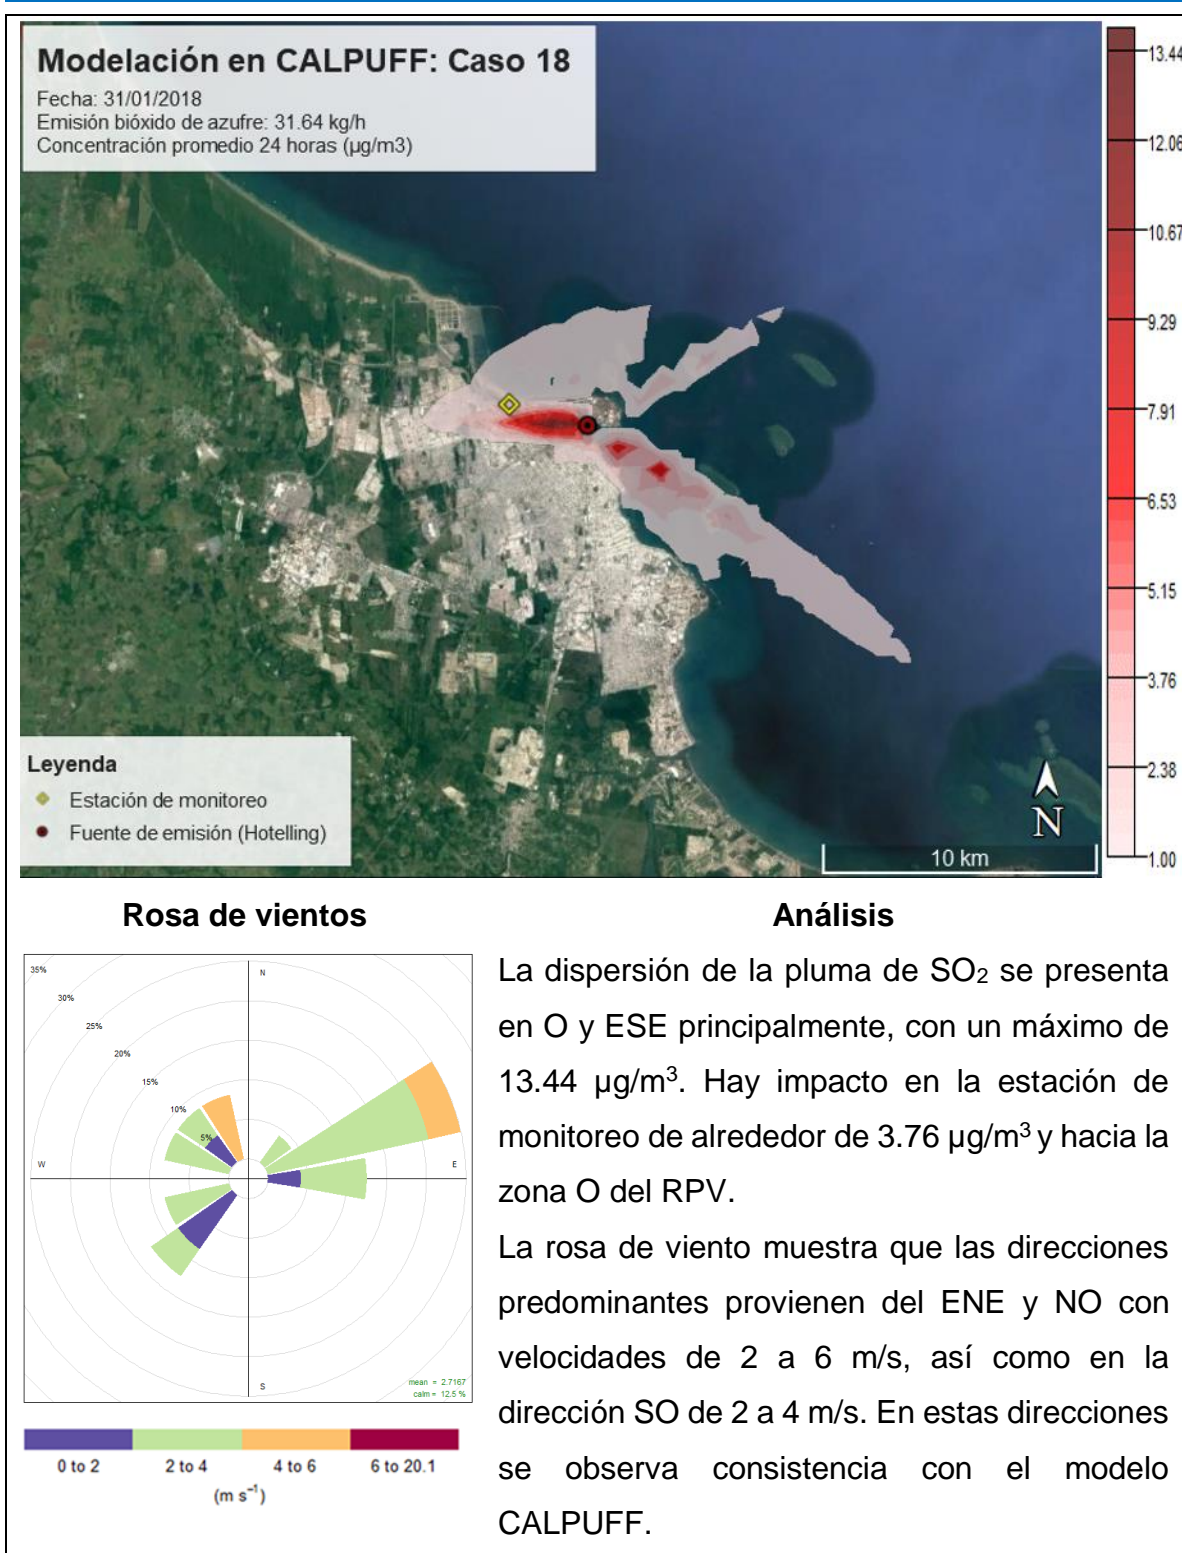 Modelación en CALPUFF: Caso 18
Fecha: 31/01/2018
Emisión bióxido de azufre: 31.64 kg/h
Concentración promedio 24 horas (µg/m3)
13.44
12.06
10.67
9.29
7.91
6.53
5.15
3.76
2.38
1.00
Leyenda
Estación de monitoreo
Fuente de emisión (Hotelling)
N
10 km
Rosa de vientos
35%
30%
25%
20%
15%
10%
5%
N
W
E
S
mean = 2.7167
calm = 12.5 %
0 to 2
2 to 4
4 to 6
6 to 20.1
(m s⁻¹)
Análisis
La dispersión de la pluma de SO₂ se presenta
en O y ESE principalmente, con un máximo de
13.44 µg/m³. Hay impacto en la estación de
monitoreo de alrededor de 3.76 µg/m³ y hacia la
zona O del RPV.
La rosa de viento muestra que las direcciones
predominantes provienen del ENE y NO con
velocidades de 2 a 6 m/s, así como en la
dirección SO de 2 a 4 m/s. En estas direcciones
se observa consistencia con el modelo
CALPUFF.